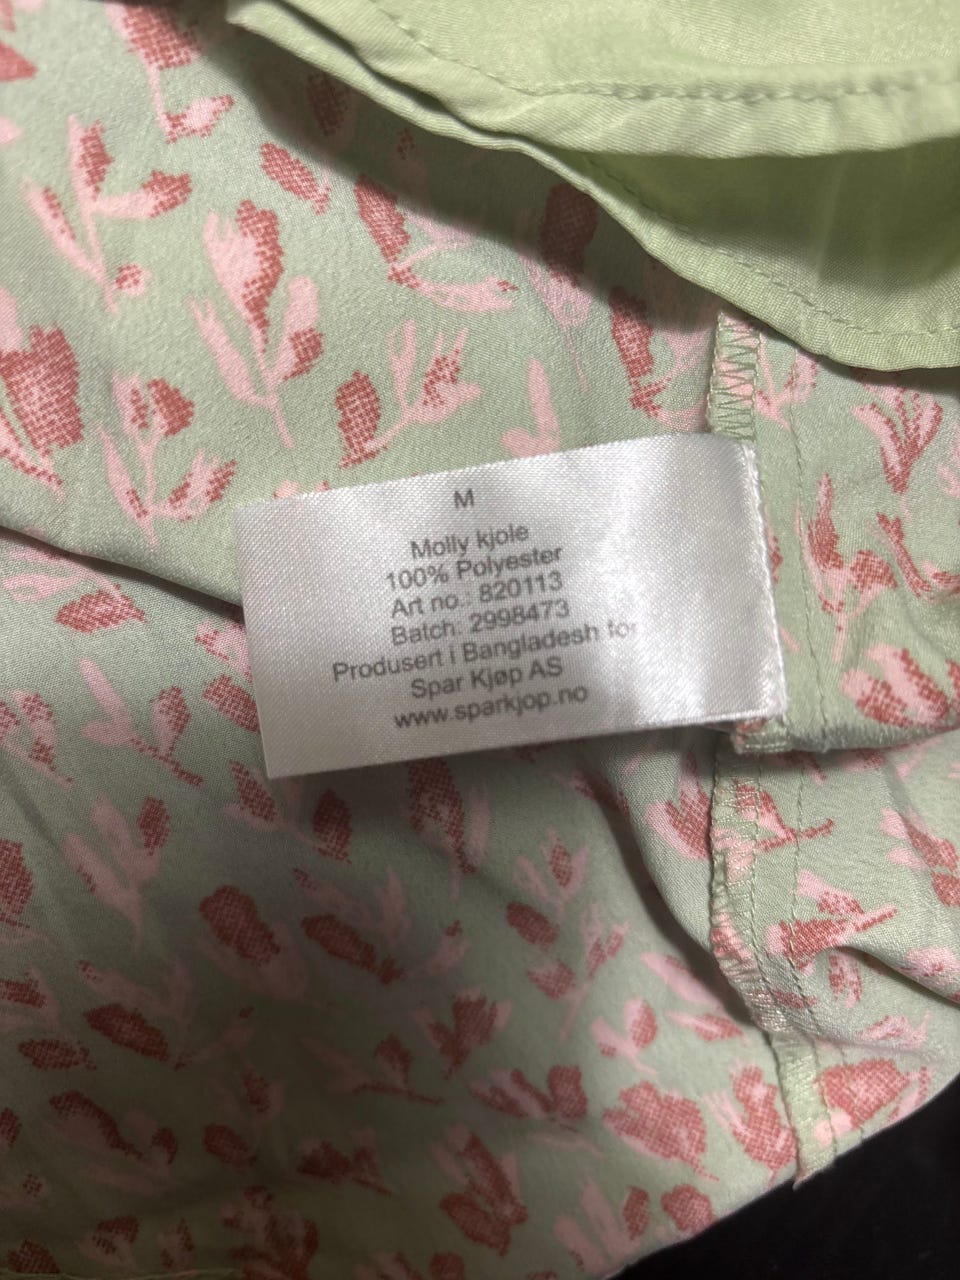 M
Molly kjole
100% Polyester
Art no.: 820113
Batch: 2998473
Produsert i Bangladesh for
Spar Kjøp AS
www.sparkjop.no